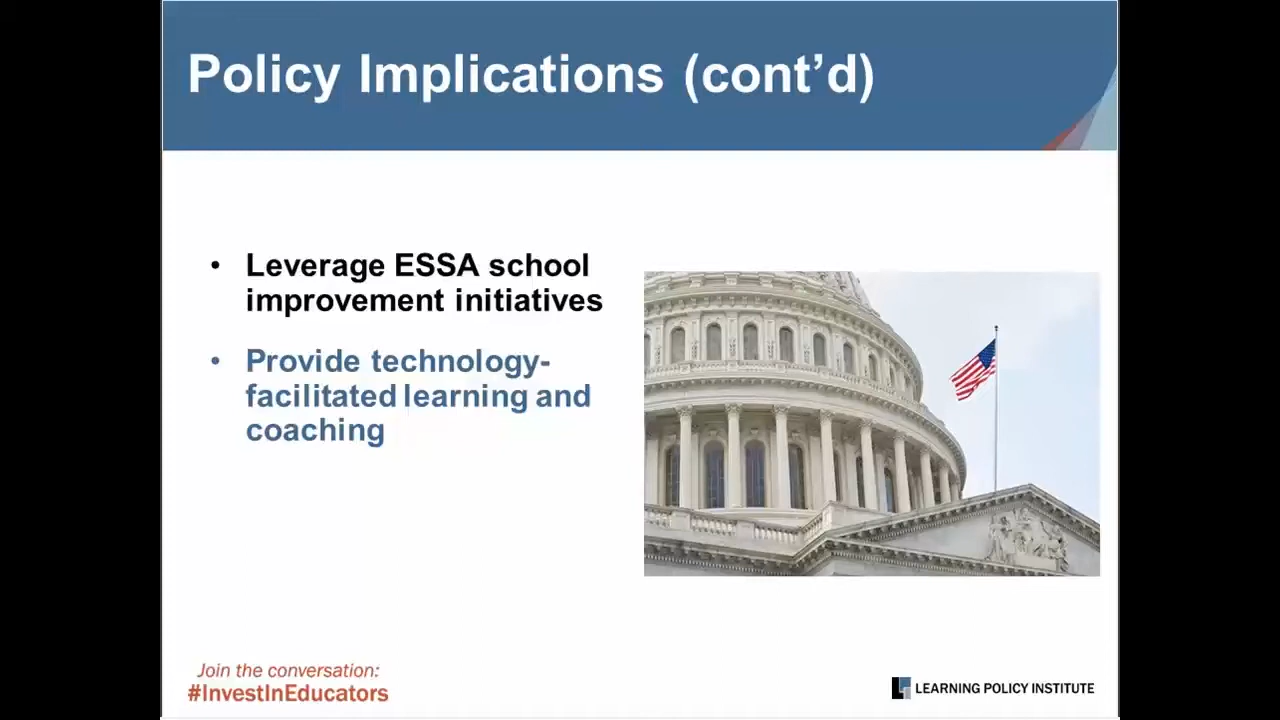 Policy Implications (cont’d)
• Leverage ESSA school
improvement initiatives
• Provide technology-
facilitated learning and
coaching
Join the conversation:
#InvestInEducators
LEARNING POLICY INSTITUTE